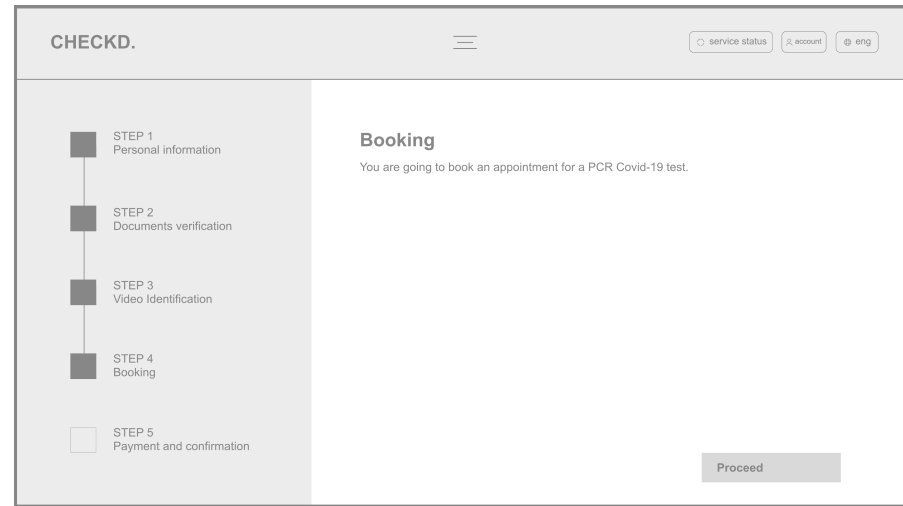 CHECKD.
service status
account
eng
STEP 1
Personal information
STEP 2
Documents verification
STEP 3
Video Identification
STEP 4
Booking
STEP 5
Payment and confirmation
Booking
You are going to book an appointment for a PCR Covid-19 test.
Proceed